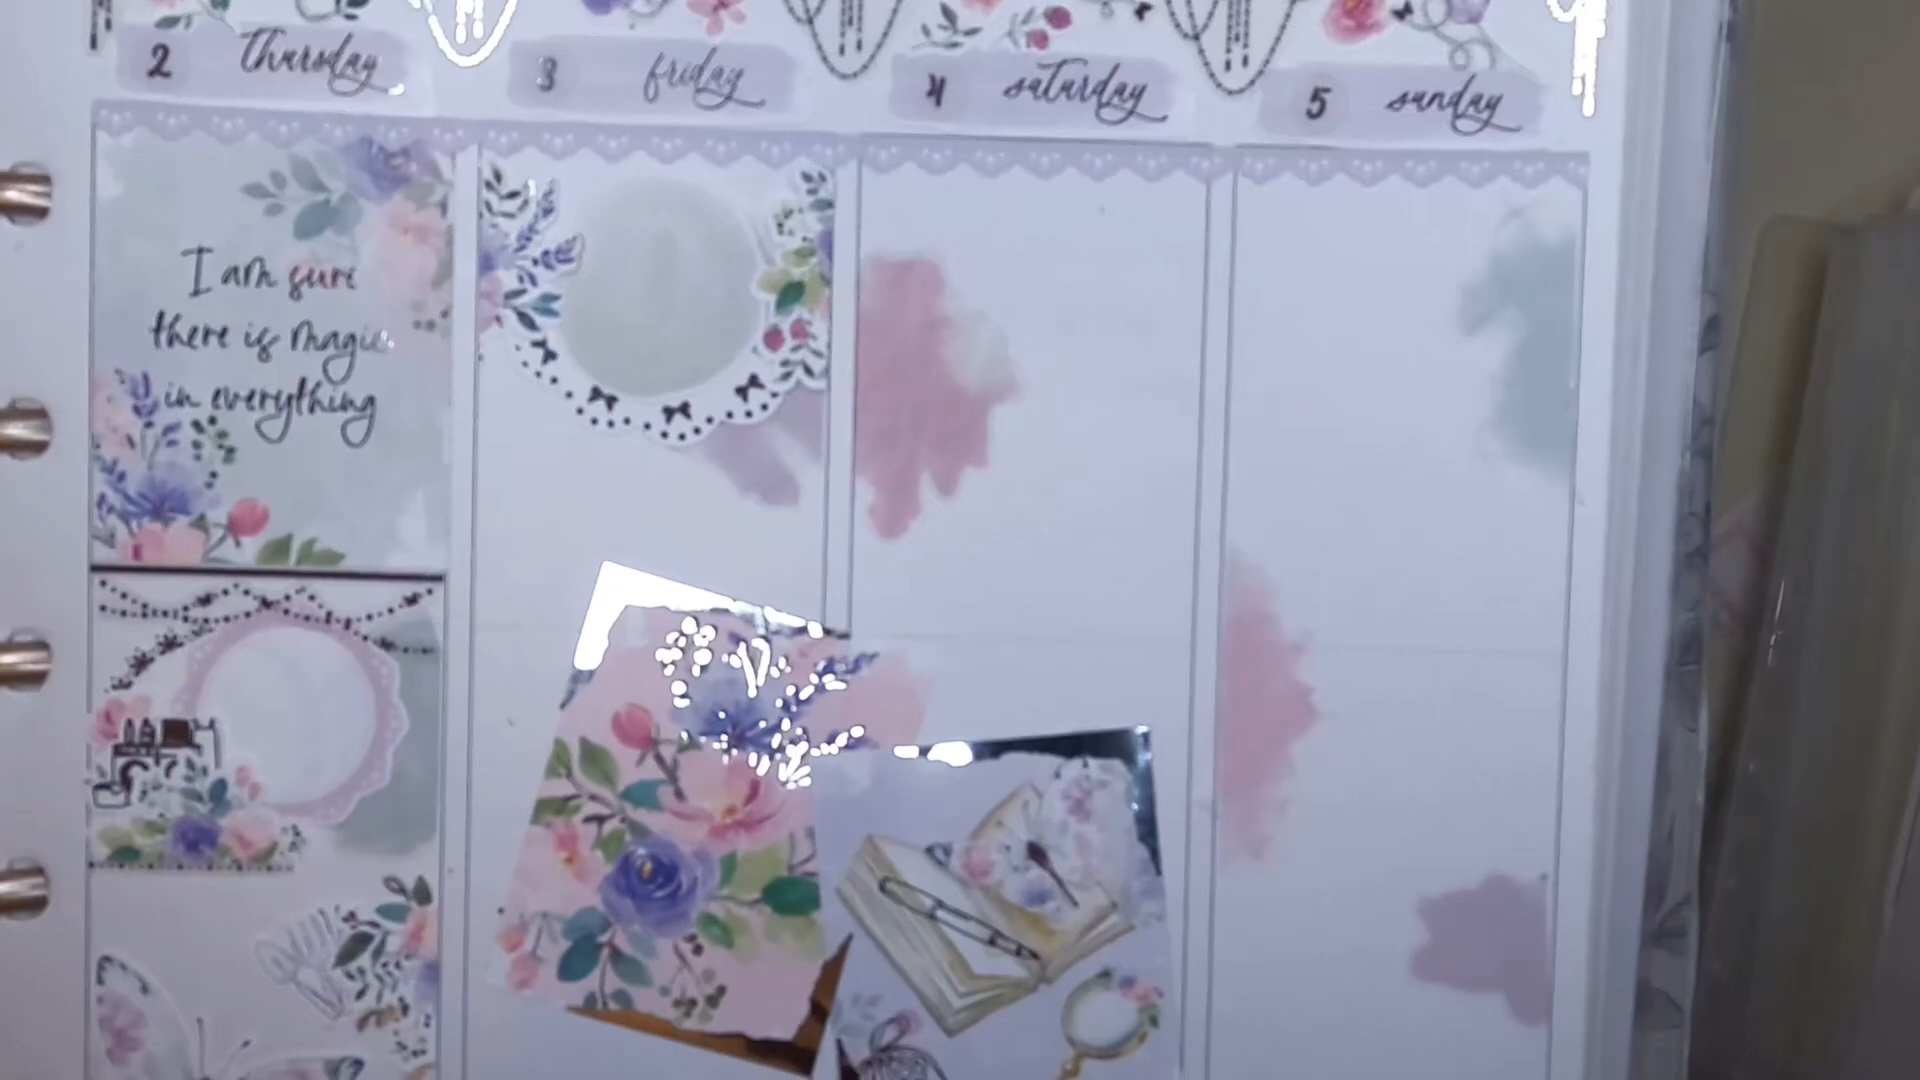 2 thursday
3 friday
4 saturday
5 sunday
I am sure
there is magic
in everything